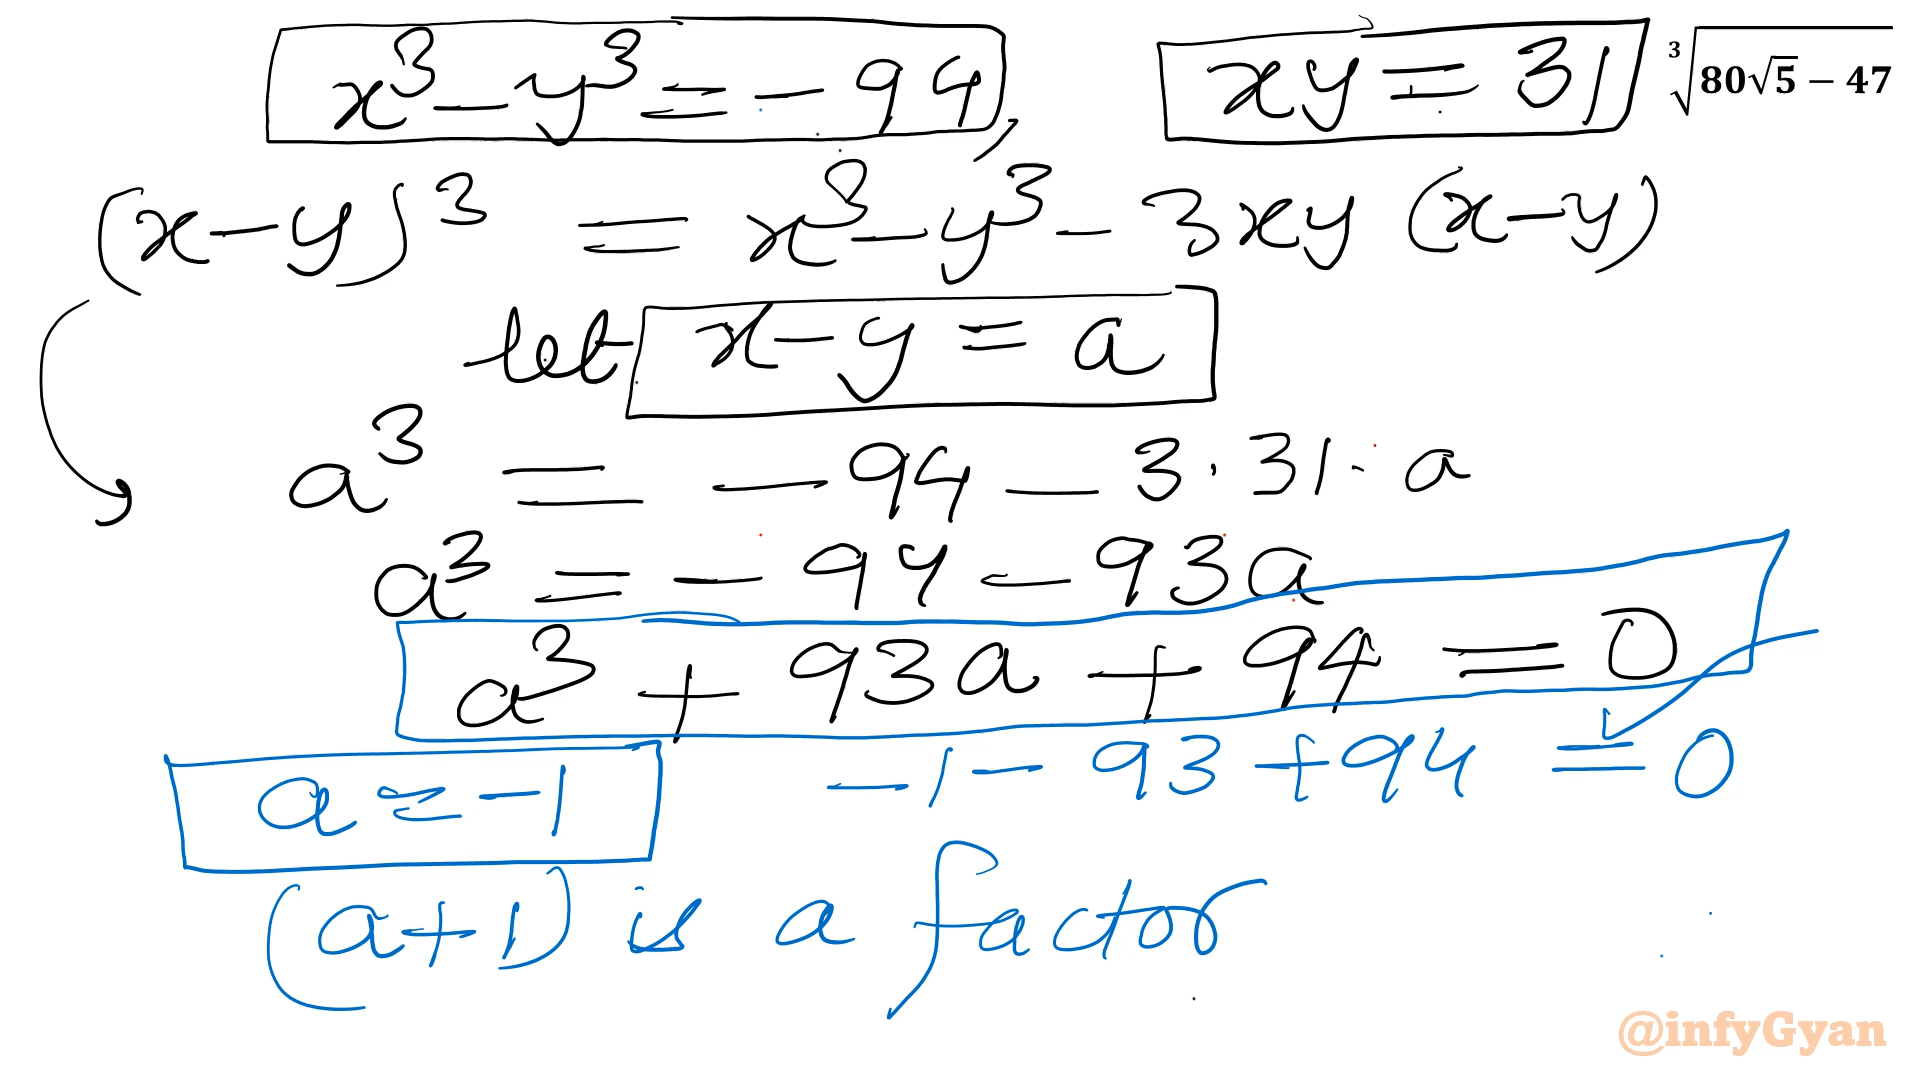 x³ - y³ = - 94, xy = 31 ∛(80√5 − 47)
(x-y)³ = x³ - y³ - 3xy (x-y)
let x-y = a
a³ = - 94 - 3·31·a
a³ = - 94 - 93a
a³ + 93a + 94 = 0
a = -1 -1 - 93 + 94 = 0
(a+1) is a factor
@infyGyan